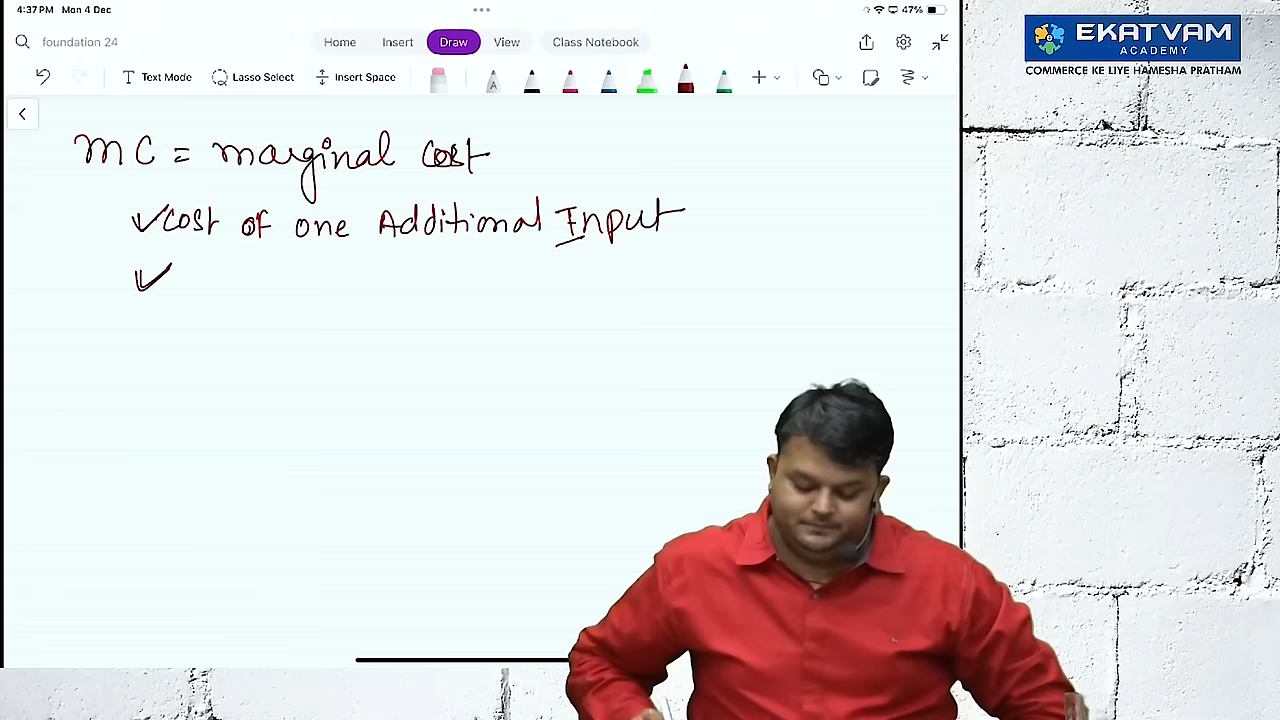 4:37 PM Mon 4 Dec
47%
foundation 24
Home Insert Draw View Class Notebook
Text Mode Lasso Select Insert Space
MC = marginal cost
✓ cost of one Additional Input
✓
EKATVAM
ACADEMY
COMMERCE KE LIYE HAMESHA PRATHAM